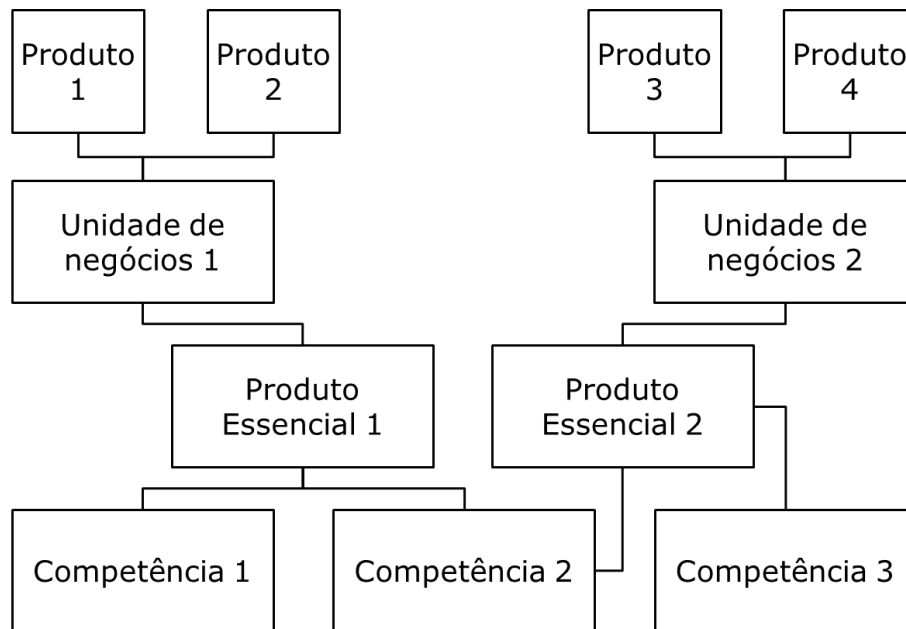 Produto
1
Produto
2
Produto
3
Produto
4
Unidade de
negócios 1
Unidade de
negócios 2
Produto
Essencial 1
Produto
Essencial 2
Competência 1
Competência 2
Competência 3